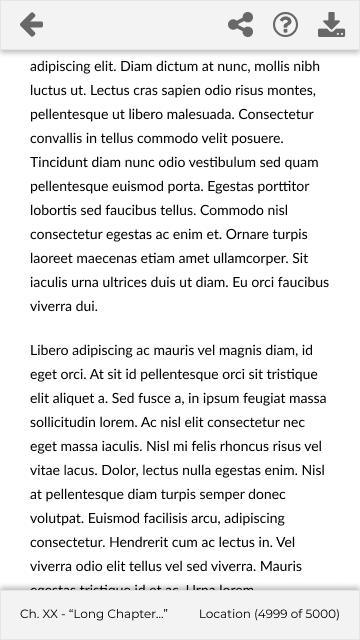 adipiscing elit. Diam dictum at nunc, mollis nibh
luctus ut. Lectus cras sapien odio risus montes,
pellentesque ut libero malesuada. Consectetur
convallis in tellus commodo velit posuere.
Tincidunt diam nunc odio vestibulum sed quam
pellentesque euismod porta. Egestas porttitor
lobortis sed faucibus tellus. Commodo nisl
consectetur egestas ac enim et. Ornare turpis
laoreet maecenas etiam amet ullamcorper. Sit
iaculis urna ultrices duis ut diam. Eu orci faucibus
viverra dui.
Libero adipiscing ac mauris vel magnis diam, id
eget orci. At sit id pellentesque orci sit tristique
elit aliquet a. Sed fusce a, in ipsum feugiat massa
sollicitudin lorem. Ac nisl elit consectetur nec
eget massa iaculis. Nisl mi felis rhoncus risus vel
vitae lacus. Dolor, lectus nulla egestas enim. Nisl
at pellentesque diam turpis semper donec
volutpat. Euismod facilisis arcu, adipiscing
consectetur. Hendrerit cum ac lectus in. Vel
viverra odio elit tellus vel sed viverra. Mauris
egestas tristique id et ac. Urna lorem
Ch. XX - “Long Chapter...”
Location (4999 of 5000)